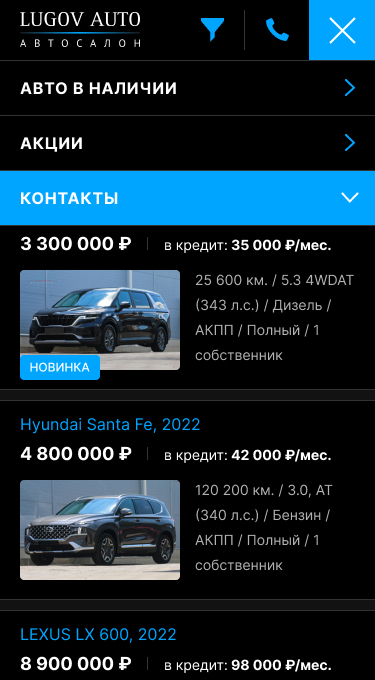 LUGOV AUTO
АВТОСАЛОН
АВТО В НАЛИЧИИ
АКЦИИ
КОНТАКТЫ
3 300 000 ₽ в кредит: 35 000 ₽/мес.
25 600 км. / 5.3 4WDAT
(343 л.с.) / Дизель /
АКПП / Полный / 1
собственник
НОВИНКА
Hyundai Santa Fe, 2022
4 800 000 ₽ в кредит: 42 000 ₽/мес.
120 200 км. / 3.0, AT
(340 л.с.) / Бензин /
АКПП / Полный / 1
собственник
LEXUS LX 600, 2022
8 900 000 ₽ в кредит: 98 000 ₽/мес.